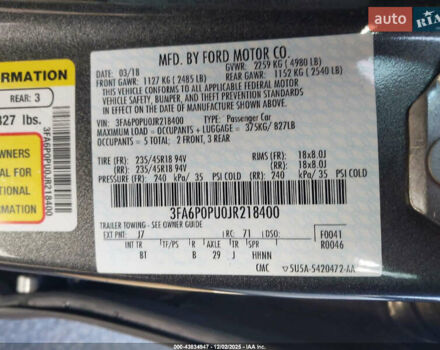 RIA
FORMATION
REAR: 3
827 lbs.
WNERS
FOR
TIONAL
MATION
3FA6P0PU0JR218400
MFD. BY FORD MOTOR CO.
DATE: 03/18 GVWR: 2259 KG (4980 LB)
FRONT GAWR: 1127 KG (2485 LB) REAR GAWR: 1152 KG (2540 LB)
THIS VEHICLE CONFORMS TO ALL APPLICABLE FEDERAL MOTOR
VEHICLE SAFETY, BUMPER, AND THEFT PREVENTION STANDARDS
IN EFFECT ON THE DATE OF MANUFACTURE SHOWN ABOVE.
VIN: 3FA6P0PU0JR218400 TYPE: Passenger Car
MAXIMUM LOAD = OCCUPANTS + LUGGAGE = 375KG/ 827LB
OCCUPANTS = 5 TOTAL: 2 FRONT, 3 REAR
TIRE (FR): 235/45R18 94V RIMS (FR): 18x8.0J
(RR): 235/45R18 94V (RR): 18x8.0J
PRESSURE (FR): 240 kPa/ 35 PSI COLD (RR): 240 kPa/ 35 PSI COLD
3FA6P0PU0JR218400
TRAILER TOWING - SEE OWNER GUIDE
EXT PNT: J7 RC: 71 DSO: F0041
R0046
INT TR TP/PS R AXLE TR SPR
BT B 29 J HHNN
CMC 5U5A-5420472-AA
000-43834947 - 12/02/2025 - IAAI.COM